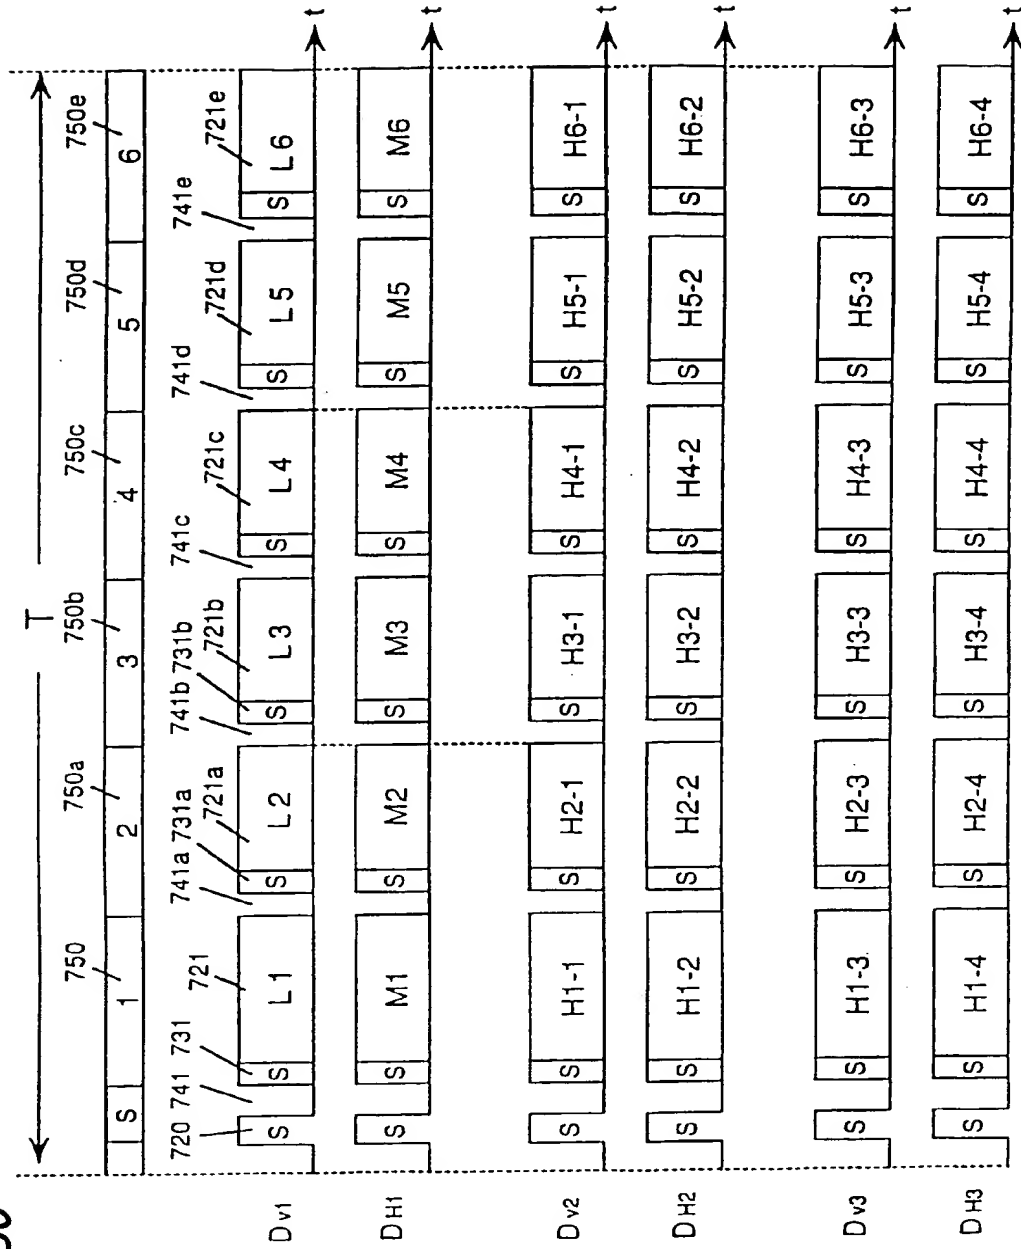 T
750 750a 750b 750c 750d 750e
S 1 2 3 4 5 6
720 741 731 721 741a 731a 721a 741b 731b 721b 741c 721c 741d 721d 741e 721e
Dv1 S S L1 S L2 S L3 S L4 S L5 S L6 t
DH1 S S M1 S M2 S M3 S M4 S M5 S M6 t
Dv2 S S H1-1 S H2-1 S H3-1 S H4-1 S H5-1 S H6-1 t
DH2 S S H1-2 S H2-2 S H3-2 S H4-2 S H5-2 S H6-2 t
Dv3 S S H1-3 S H2-3 S H3-3 S H4-3 S H5-3 S H6-3 t
DH3 S S H1-4 S H2-4 S H3-4 S H4-4 S H5-4 S H6-4 t